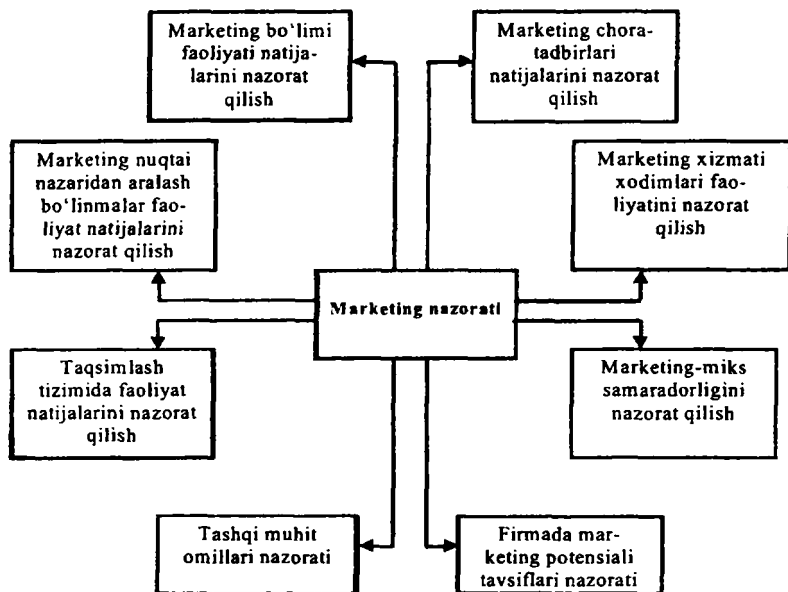 Marketing bo‘limi
faoliyati natija-
larini nazorat
qilish
Marketing chora-
tadbirlari
natijalarini nazorat
qilish
Marketing nuqtai
nazaridan aralash
bo‘linmalar fao-
liyat natijalarini
nazorat qilish
Marketing xizmati
xodimlari fao-
liyatini nazorat
qilish
Marketing nazorati
Taqsimlash
tizimida faoliyat
natijalarini nazorat
qilish
Marketing-miks
samaradorligini
nazorat qilish
Tashqi muhit
omillari nazorati
Firmada mar-
keting potensiali
tavsiflari nazorati